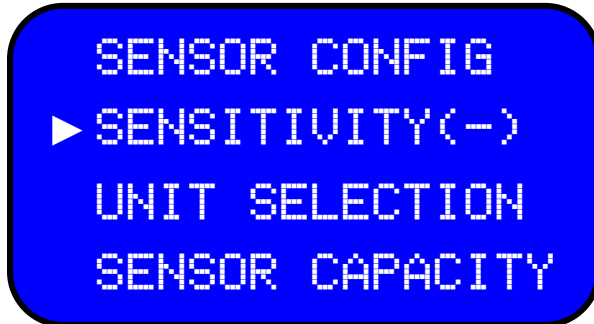 SENSOR CONFIG
►SENSITIVITY(-)
UNIT SELECTION
SENSOR CAPACITY